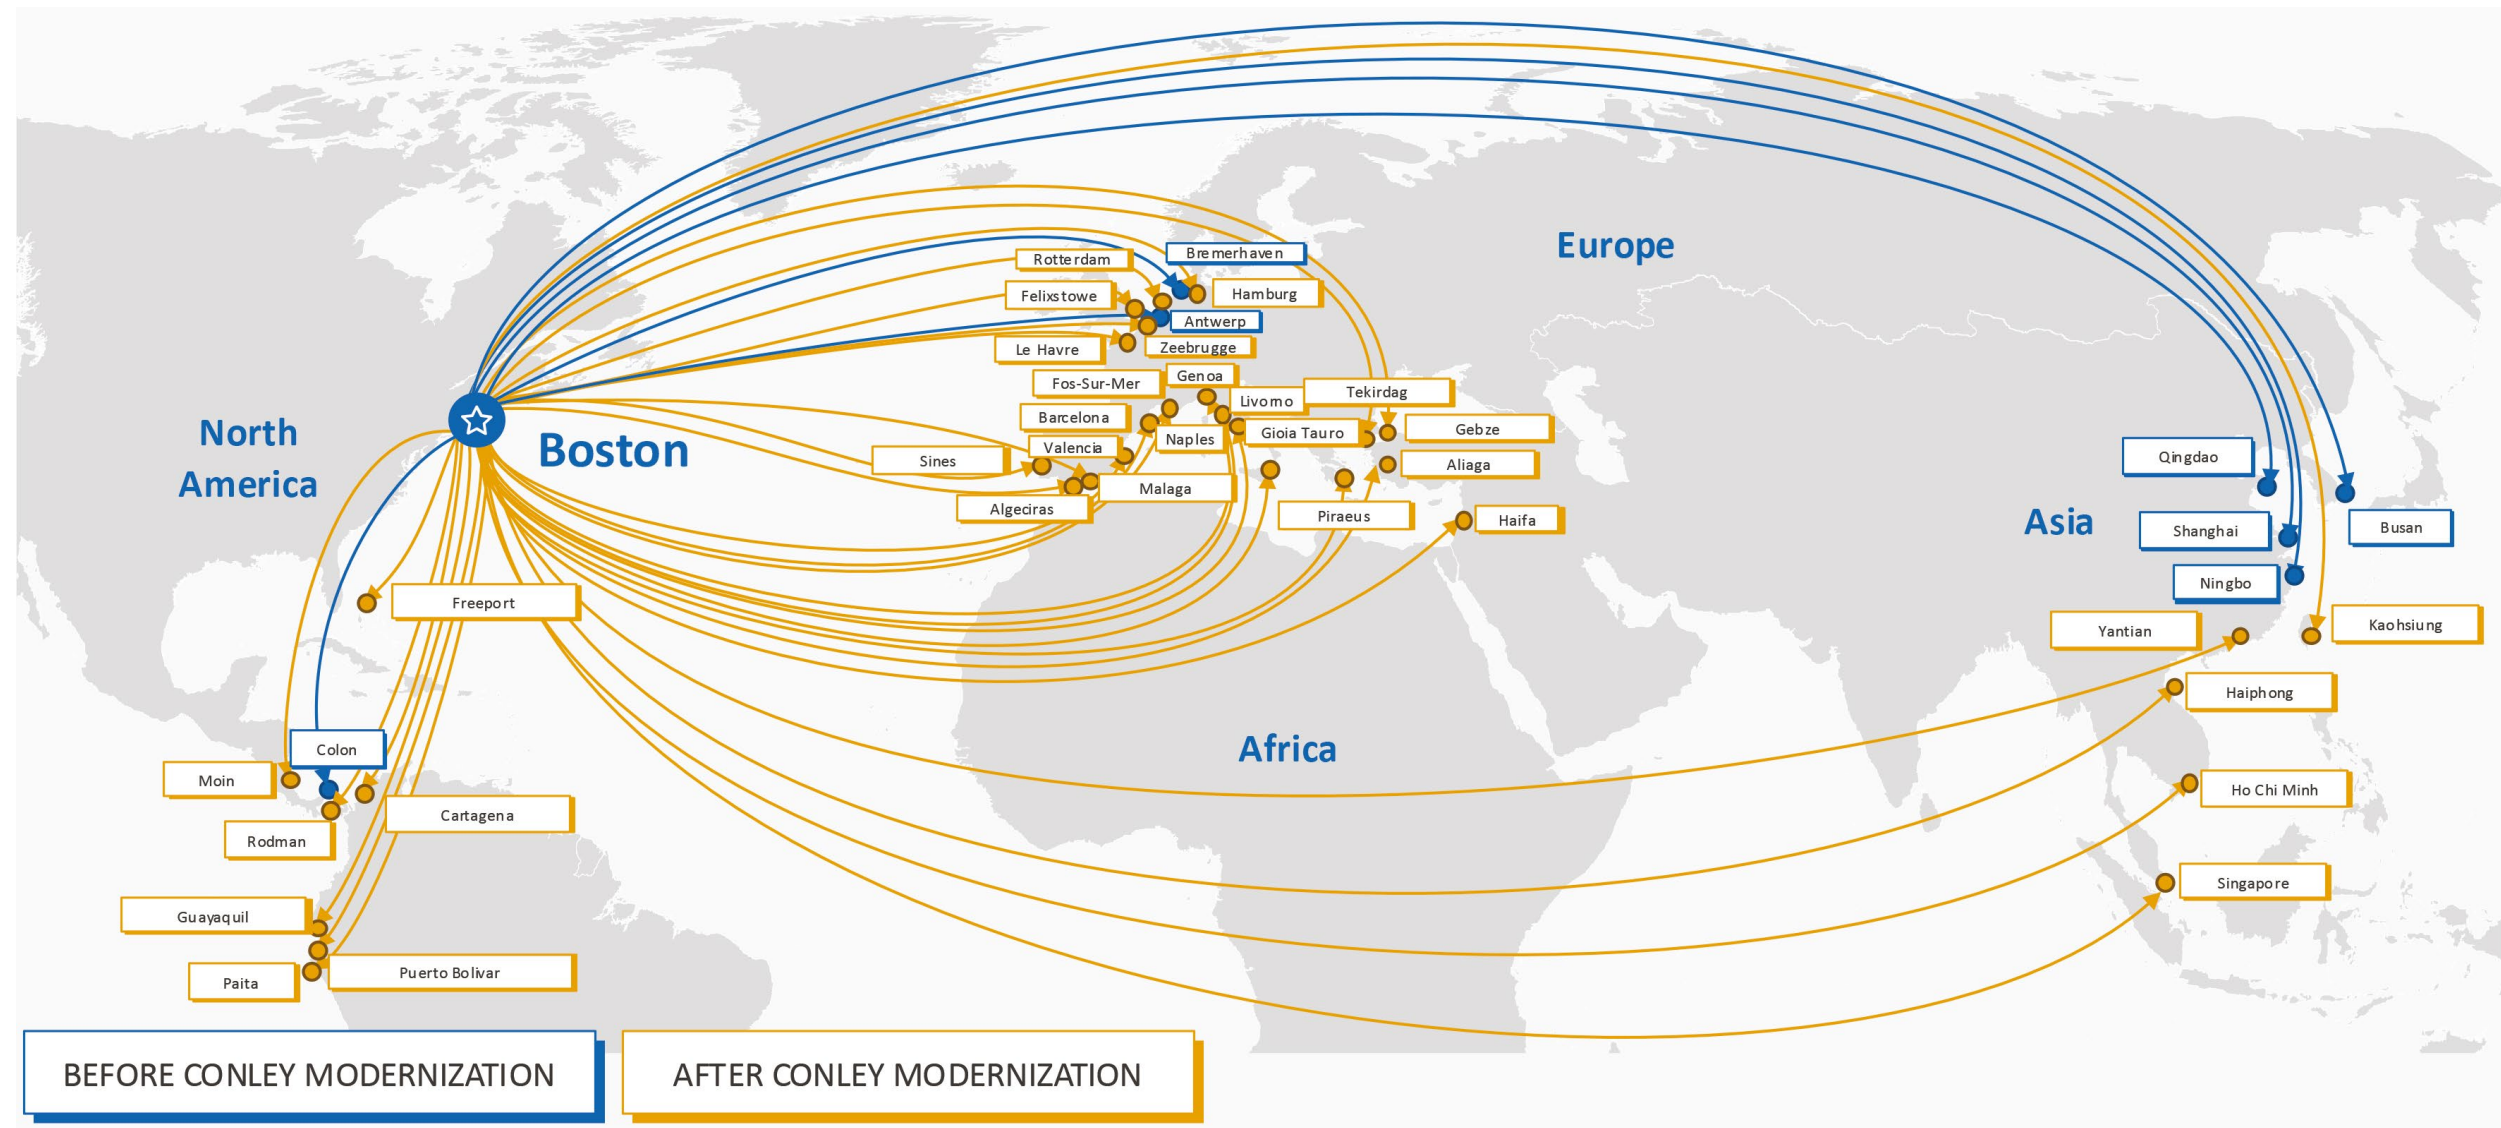 Europe
Bremerhaven
Rotterdam
Felixstowe
Hamburg
Antwerp
Le Havre
Zeebrugge
Fos-Sur-Mer
Genoa
Tekirdag
Livorno
Barcelona
Gioia Tauro
Gebze
Naples
Valencia
Sines
Aliaga
Malaga
Algeciras
Piraeus
Haifa
North
America
Boston
Qingdao
Asia
Shanghai
Busan
Ningbo
Freeport
Yantian
Kaohsiung
Haiphong
Africa
Colon
Moin
Ho Chi Minh
Cartagena
Rodman
Singapore
Guayaquil
Puerto Bolivar
Paita
BEFORE CONLEY MODERNIZATION
AFTER CONLEY MODERNIZATION